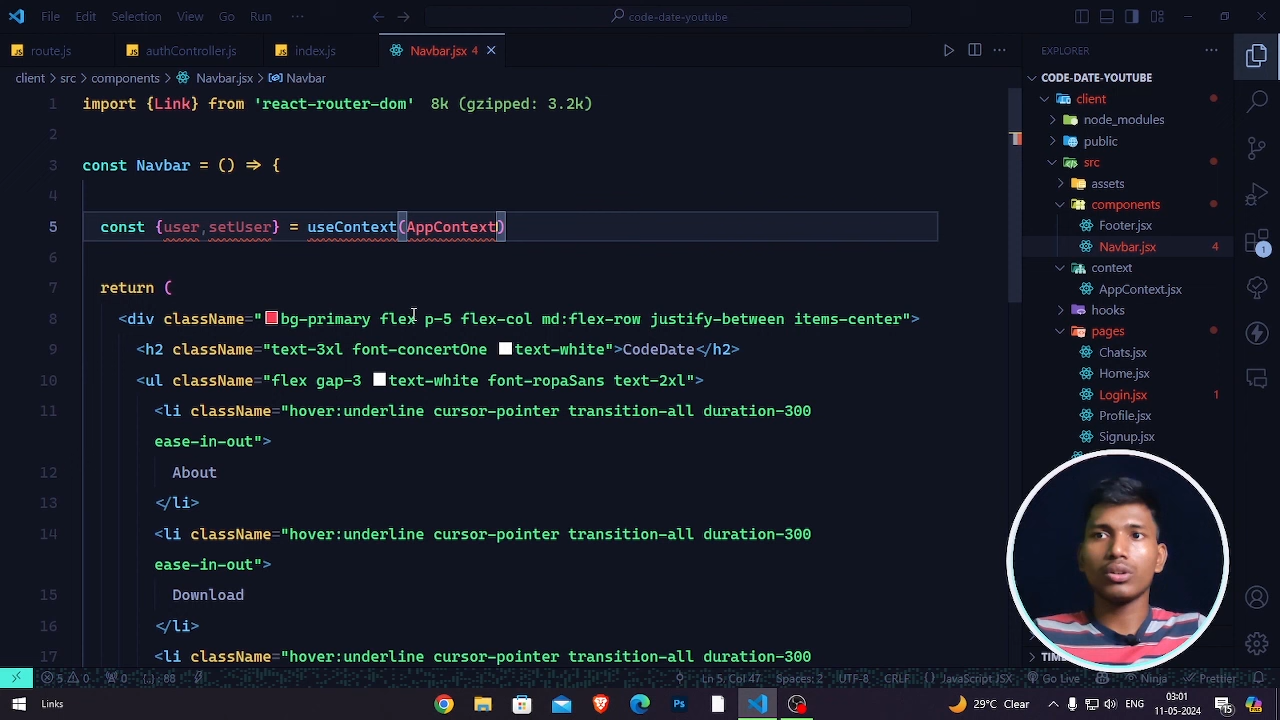 File Edit Selection View Go Run ··· code-date-youtube
route.js authController.js index.js Navbar.jsx 4
EXPLORER
client > src > components > Navbar.jsx > Navbar
1 import {Link} from 'react-router-dom' 8k (gzipped: 3.2k)
2
3 const Navbar = () => {
4
5 const {user,setUser} = useContext(AppContext)
6
7 return (
8 <div className="bg-primary flex p-5 flex-col md:flex-row justify-between items-center">
9 <h2 className="text-3xl font-concertOne text-white">CodeDate</h2>
10 <ul className="flex gap-3 text-white font-ropaSans text-2xl">
11 <li className="hover:underline cursor-pointer transition-all duration-300
ease-in-out">
12 About
13 </li>
14 <li className="hover:underline cursor-pointer transition-all duration-300
ease-in-out">
15 Download
16 </li>
17 <li className="hover:underline cursor-pointer transition-all duration-300
CODE-DATE-YOUTUBE
client
node_modules
public
src
assets
components
Footer.jsx
Navbar.jsx 4
context
AppContext.jsx
hooks
pages
Chats.jsx
Home.jsx
Login.jsx 1
Profile.jsx
Signup.jsx
1
5 0 0 {..}: 88 Ln 5, Col 47 Spaces: 2 UTF-8 CRLF {} JavaScript JSX Go Live Ninja Prettier
Links 29°C Clear ENG 03:01
11-05-2024